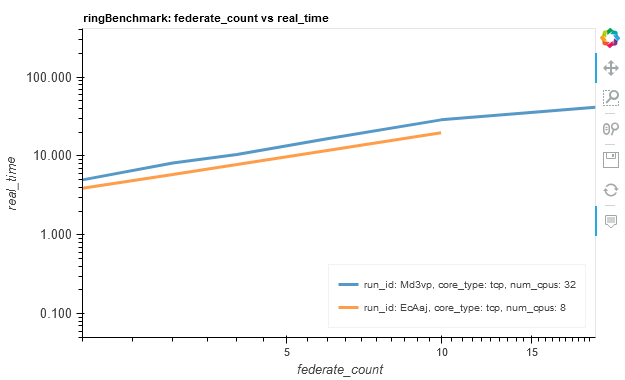 ringBenchmark: federate_count vs real_time
100.000
10.000
1.000
0.100
real_time
run_id: Md3vp, core_type: tcp, num_cpus: 32
run_id: EcAaj, core_type: tcp, num_cpus: 8
5
10
15
federate_count